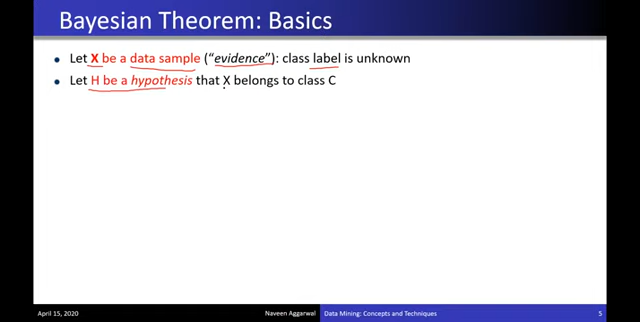 Bayesian Theorem: Basics
• Let X be a data sample ("evidence"): class label is unknown
• Let H be a hypothesis that X belongs to class C
April 15, 2020 Naveen Aggarwal Data Mining: Concepts and Techniques 5